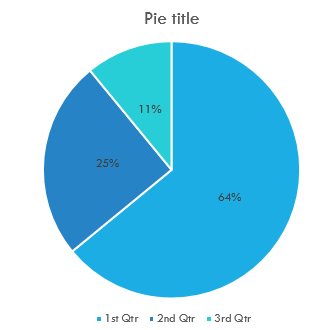 Pie title
11%
25%
64%
1st Qtr 2nd Qtr 3rd Qtr